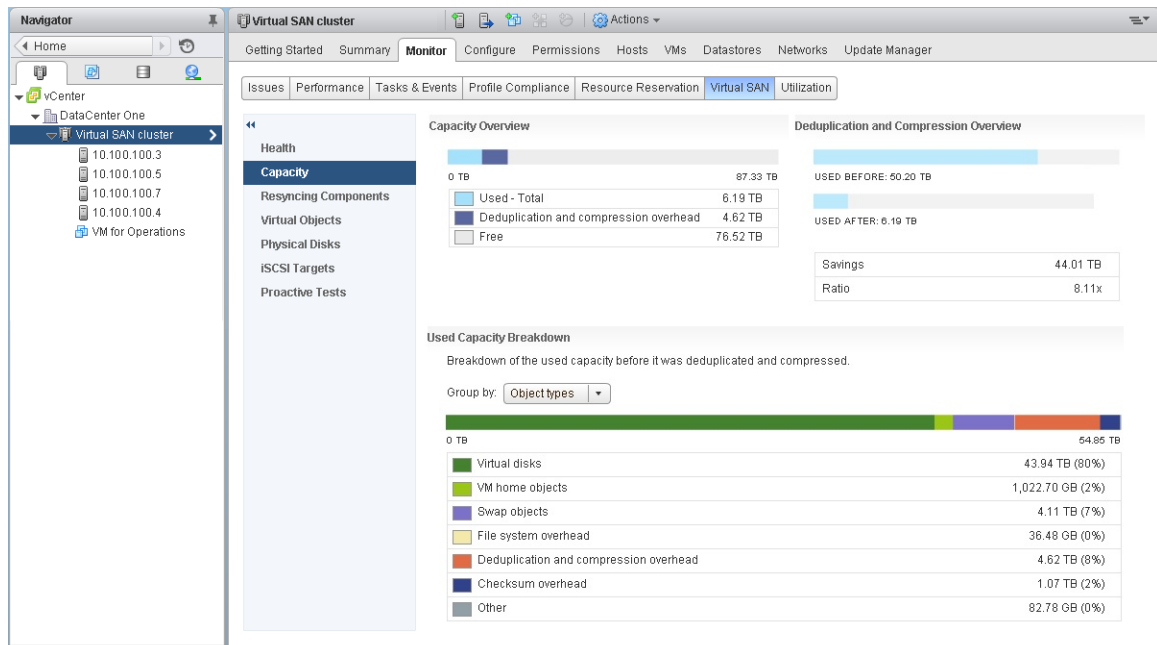 Navigator
Home
vCenter
DataCenter One
Virtual SAN cluster
10.100.100.3
10.100.100.5
10.100.100.7
10.100.100.4
VM for Operations
Virtual SAN cluster Actions
Getting Started Summary Monitor Configure Permissions Hosts VMs Datastores Networks Update Manager
Issues Performance Tasks & Events Profile Compliance Resource Reservation Virtual SAN Utilization
Health
Capacity
Resyncing Components
Virtual Objects
Physical Disks
iSCSI Targets
Proactive Tests
Capacity Overview
0 TB 87.33 TB
Used - Total 6.19 TB
Deduplication and compression overhead 4.62 TB
Free 76.52 TB
Deduplication and Compression Overview
USED BEFORE: 50.20 TB
USED AFTER: 6.19 TB
Savings 44.01 TB
Ratio 8.11x
Used Capacity Breakdown
Breakdown of the used capacity before it was deduplicated and compressed.
Group by: Object types
0 TB 54.85 TB
Virtual disks 43.94 TB (80%)
VM home objects 1,022.70 GB (2%)
Swap objects 4.11 TB (7%)
File system overhead 36.48 GB (0%)
Deduplication and compression overhead 4.62 TB (8%)
Checksum overhead 1.07 TB (2%)
Other 82.78 GB (0%)